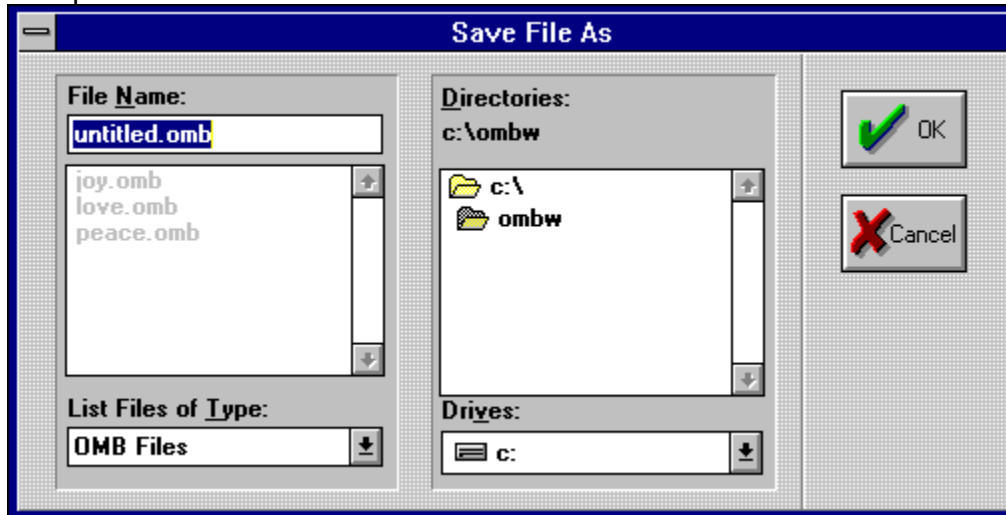 Save File As
File Name:
untitled.omb
joy.omb
love.omb
peace.omb
List Files of Type:
OMB Files
Directories:
c:\ombw
c:\
ombw
Drives:
c:
OK
Cancel